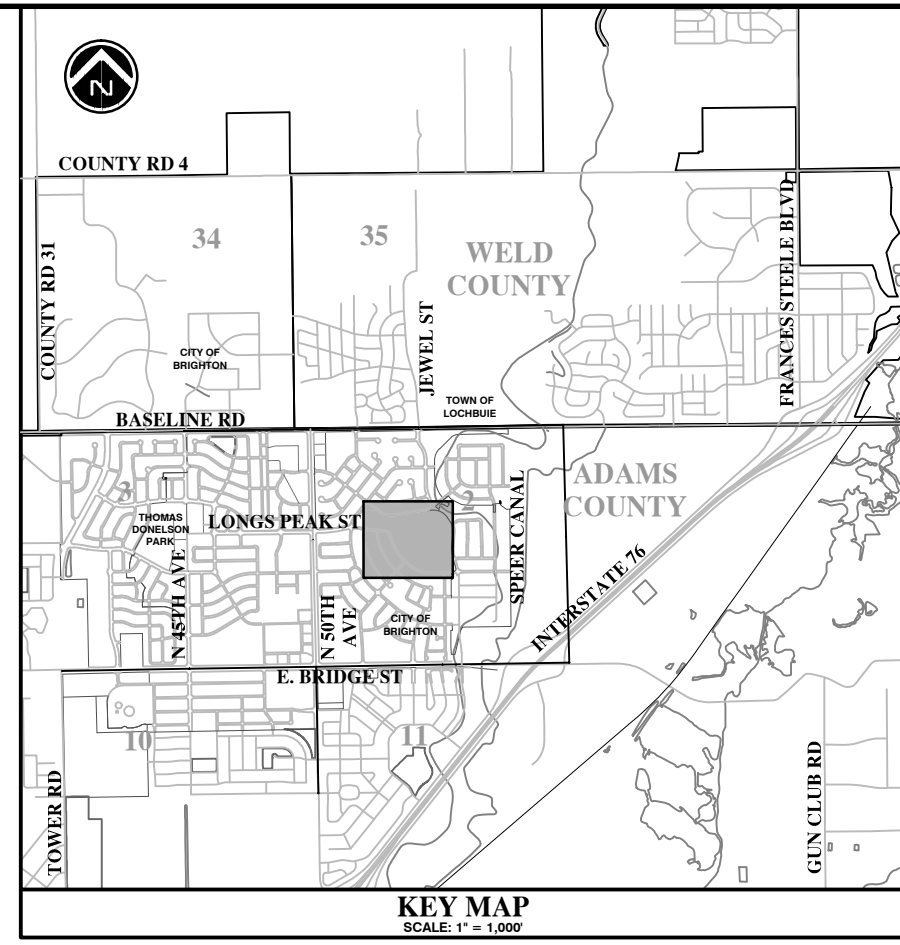 N
COUNTY RD 4
34
35
WELD
COUNTY
COUNTY RD 31
JEWEL ST
FRANCES STEELE BLVD
CITY OF
BRIGHTON
TOWN OF
LOCHBUIE
BASELINE RD
3
2
ADAMS
COUNTY
THOMAS
DONELSON
PARK
LONGS PEAK ST
SPEER CANAL
N 45TH AVE
N 50TH
AVE
CITY OF
BRIGHTON
INTERSTATE 76
E. BRIDGE ST
10
11
TOWER RD
GUN CLUB RD
KEY MAP
SCALE: 1" = 1,000'